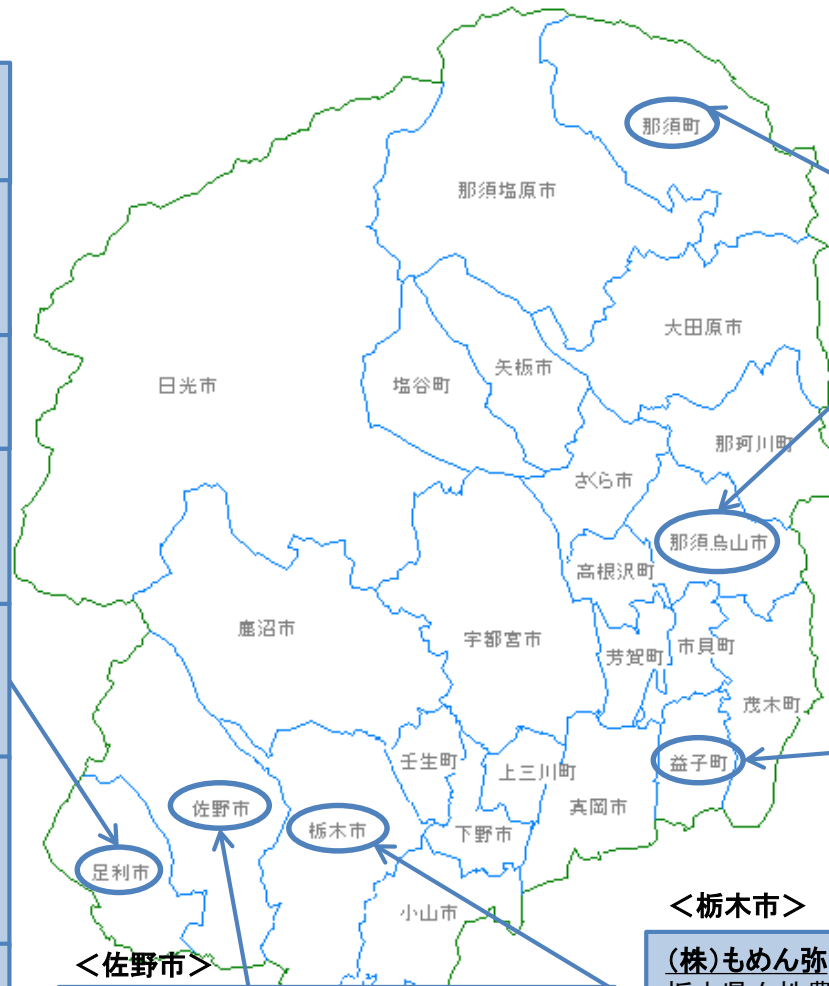 那須町
那須塩原市
大田原市
矢板市
塩谷町
日光市
那珂川町
さくら市
那須烏山市
高根沢町
鹿沼市
宇都宮市
芳賀町
市貝町
茂木町
壬生町
上三川町
益子町
佐野市
栃木市
下野市
真岡市
足利市
小山市
＜栃木市＞
＜佐野市＞
(株)もめん弥